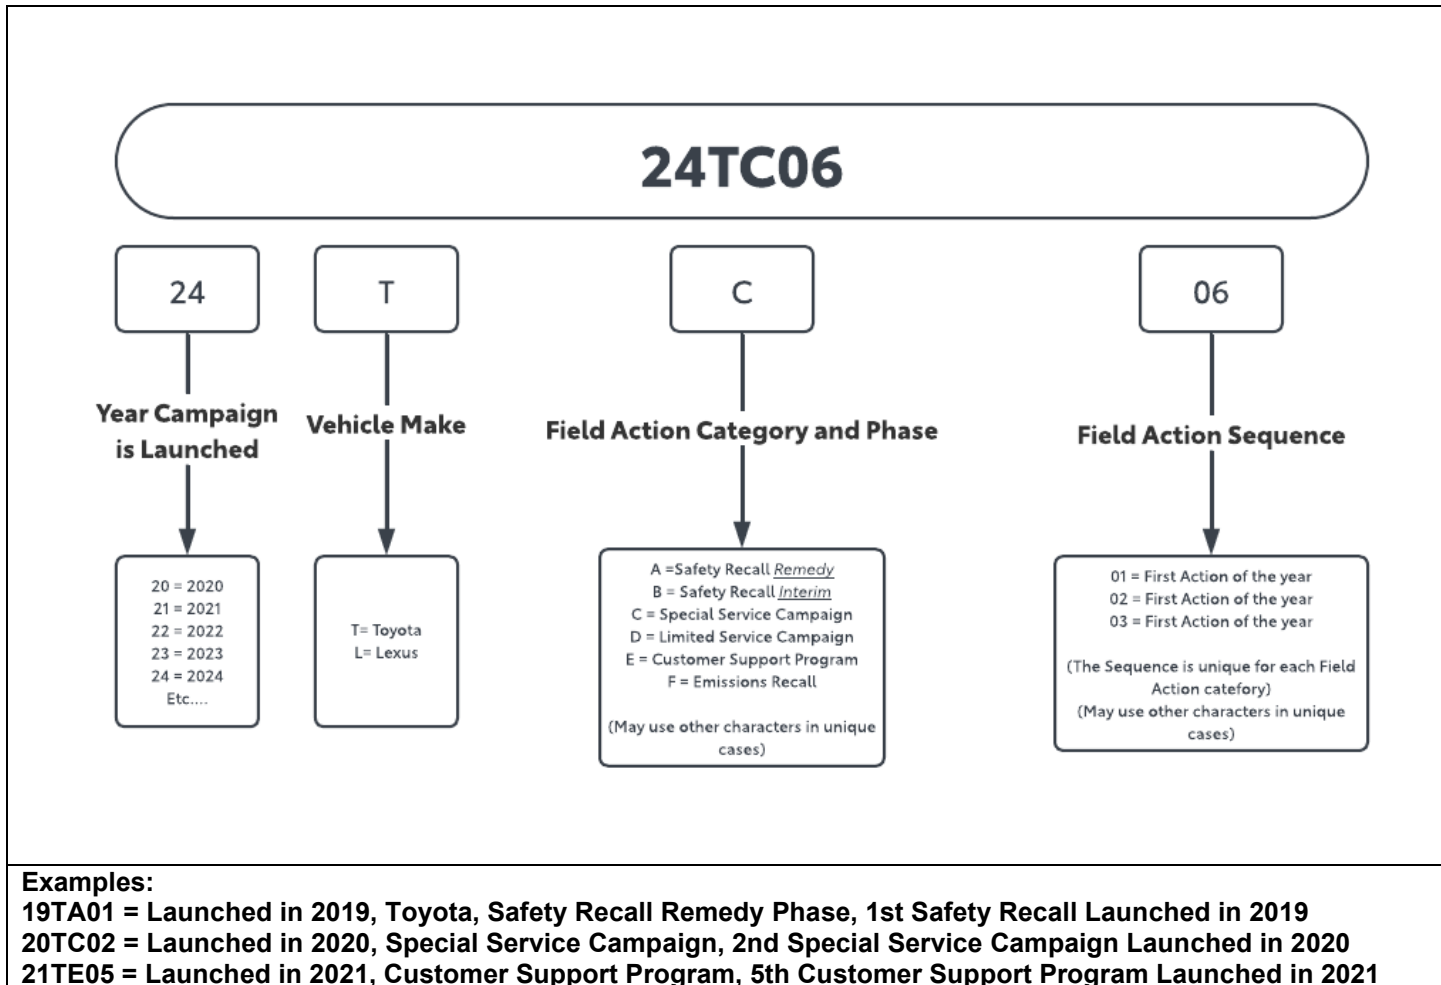 24TC06
24
T
C
06
Year Campaign
is Launched
Vehicle Make
Field Action Category and Phase
Field Action Sequence
20 = 2020
21 = 2021
22 = 2022
23 = 2023
24 = 2024
Etc....
T= Toyota
L= Lexus
A =Safety Recall Remedy
B = Safety Recall Interim
C = Special Service Campaign
D = Limited Service Campaign
E = Customer Support Program
F = Emissions Recall
(May use other characters in unique
cases)
01 = First Action of the year
02 = First Action of the year
03 = First Action of the year
(The Sequence is unique for each Field
Action catefory)
(May use other characters in unique
cases)
Examples:
19TA01 = Launched in 2019, Toyota, Safety Recall Remedy Phase, 1st Safety Recall Launched in 2019
20TC02 = Launched in 2020, Special Service Campaign, 2nd Special Service Campaign Launched in 2020
21TE05 = Launched in 2021, Customer Support Program, 5th Customer Support Program Launched in 2021